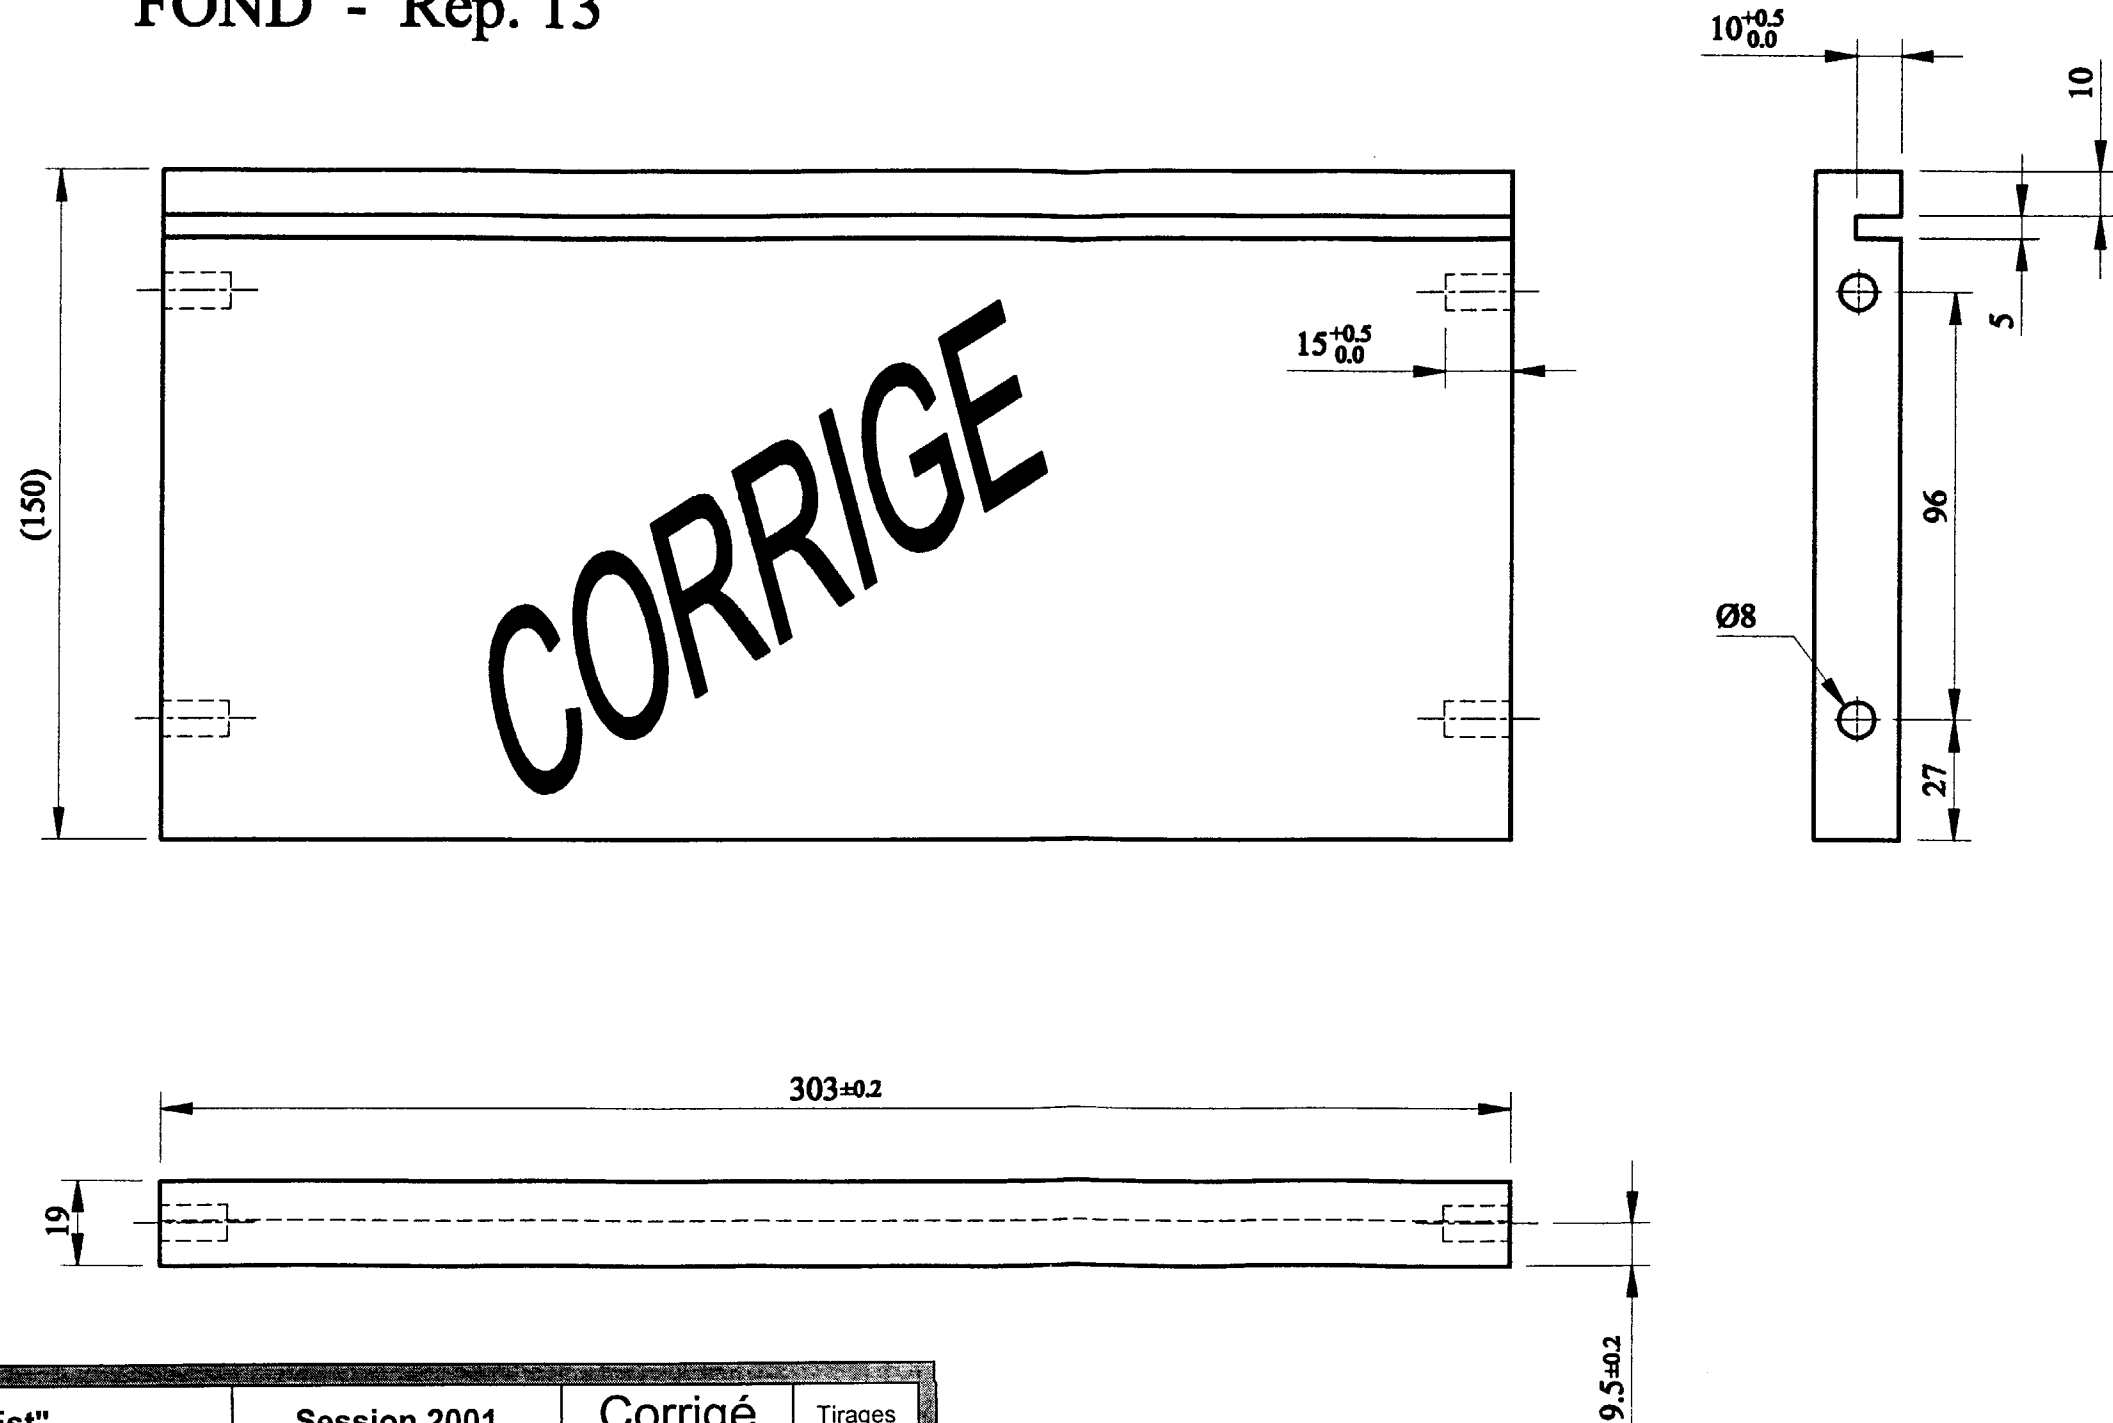 FOND - Rep. 13
10 +0.5 0.0
10
(150)
15 +0.5 0.0
5
CORRIGE
96
Ø8
27
303±0.2
19
9.5±0.2
Est"
Session 2001
Corrigé
Tirages